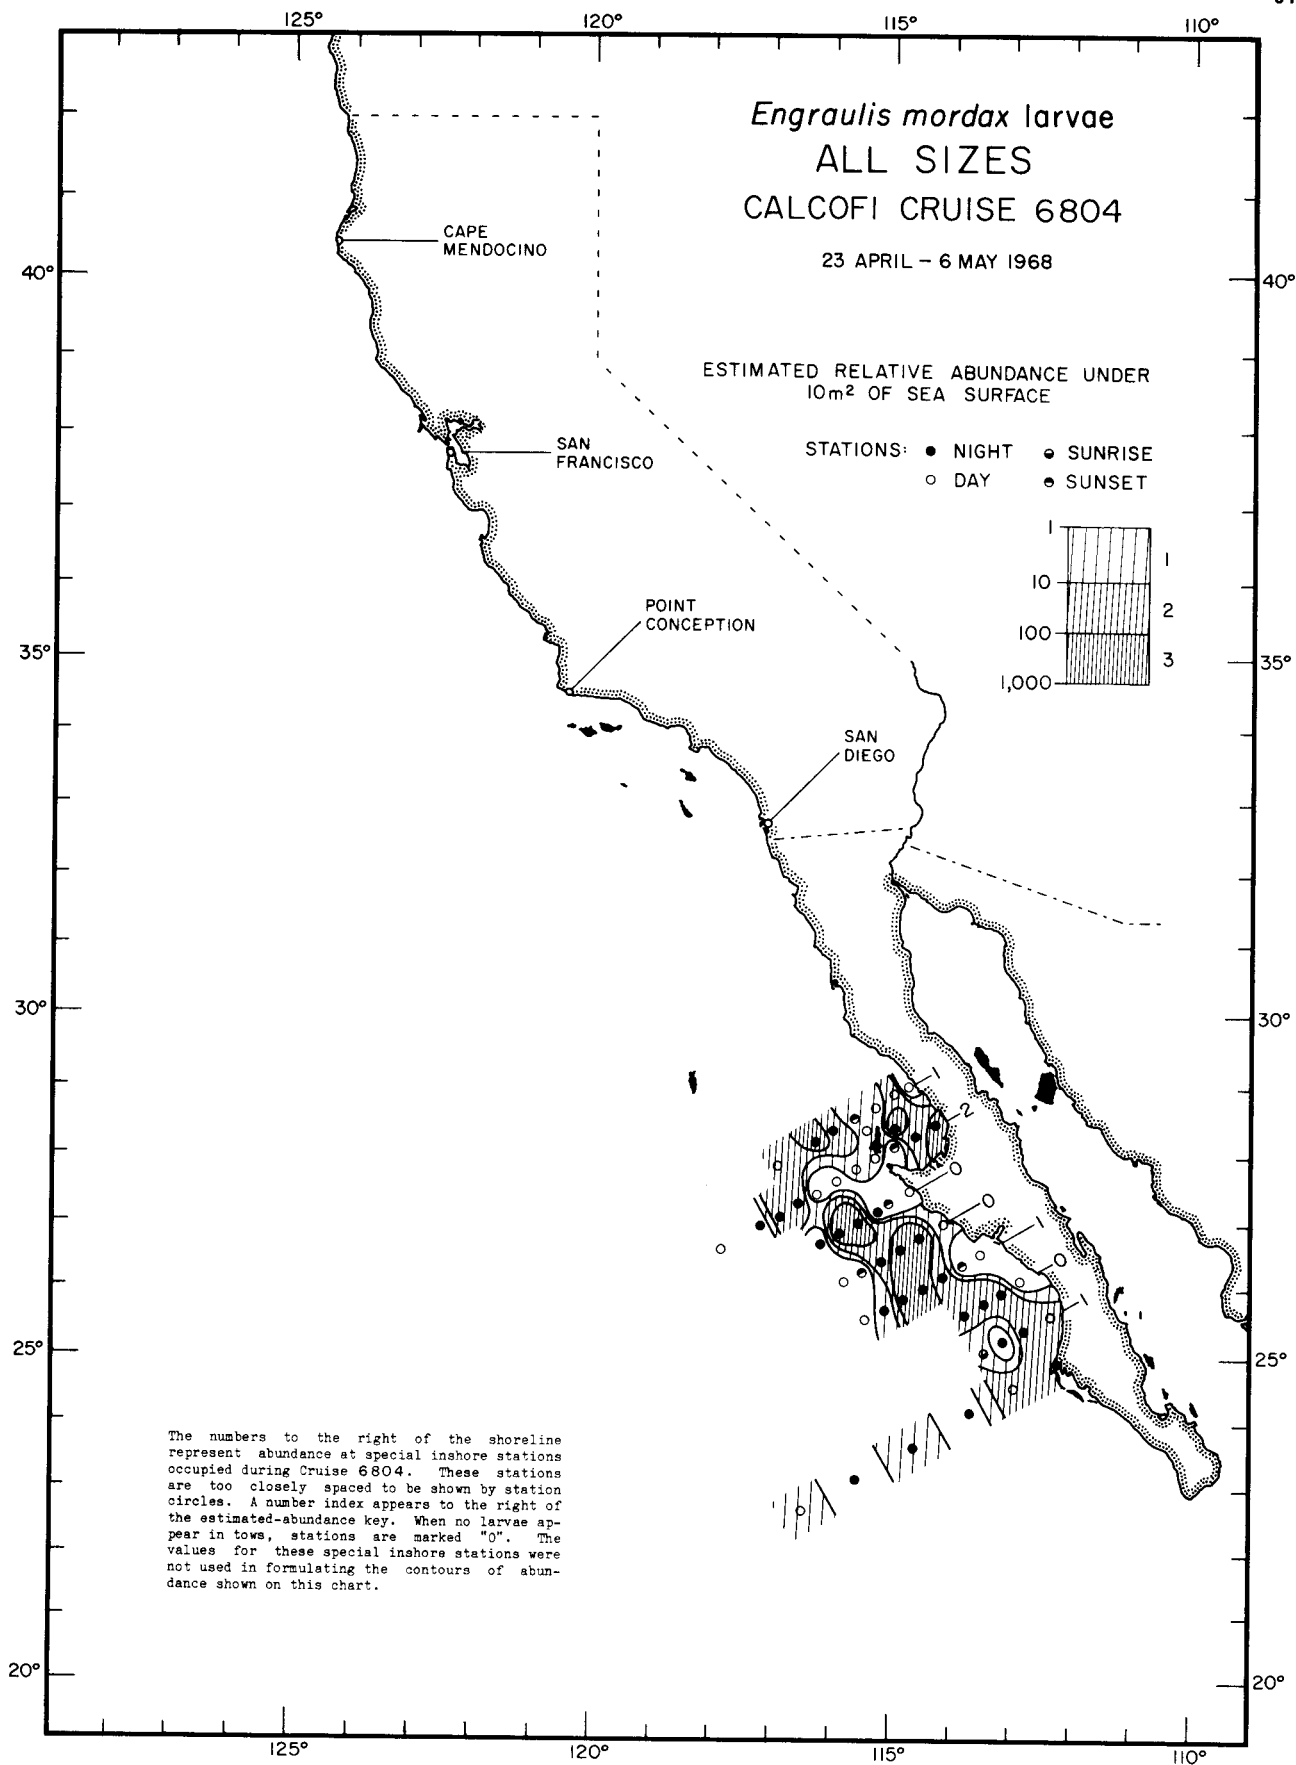 125°
120°
115°
110°
Engraulis mordax larvae
ALL SIZES
CALCOFI CRUISE 6804
23 APRIL – 6 MAY 1968
CAPE
MENDOCINO
40°
40°
ESTIMATED RELATIVE ABUNDANCE UNDER
10m² OF SEA SURFACE
STATIONS: ● NIGHT SUNRISE
○ DAY SUNSET
SAN
FRANCISCO
1
1
10
2
100
3
1,000
POINT
CONCEPTION
35°
35°
SAN
DIEGO
30°
30°
1
2
0
0
1
0
1
25°
25°
The numbers to the right of the shoreline
represent abundance at special inshore stations
occupied during Cruise 6804. These stations
are too closely spaced to be shown by station
circles. A number index appears to the right of
the estimated-abundance key. When no larvae ap-
pear in tows, stations are marked "0". The
values for these special inshore stations were
not used in formulating the contours of abun-
dance shown on this chart.
20°
20°
125°
120°
115°
110°